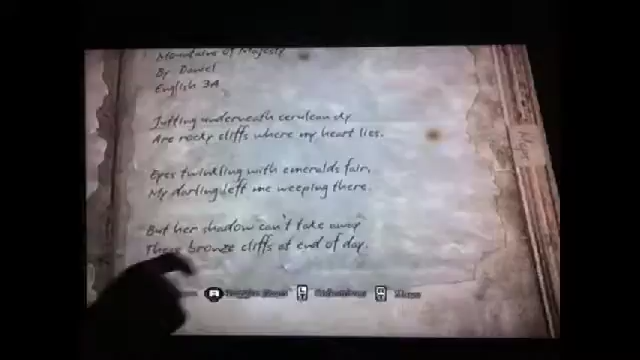 Mountains of Majesty
By Daniel
English 3A
Jutting underneath cerulean sky
Are rocky cliffs where my heart lies.
Eyes twinkling with emeralds fair,
My darling left me weeping there.
But her shadow can't take away
These bronze cliffs at end of day.
Maps